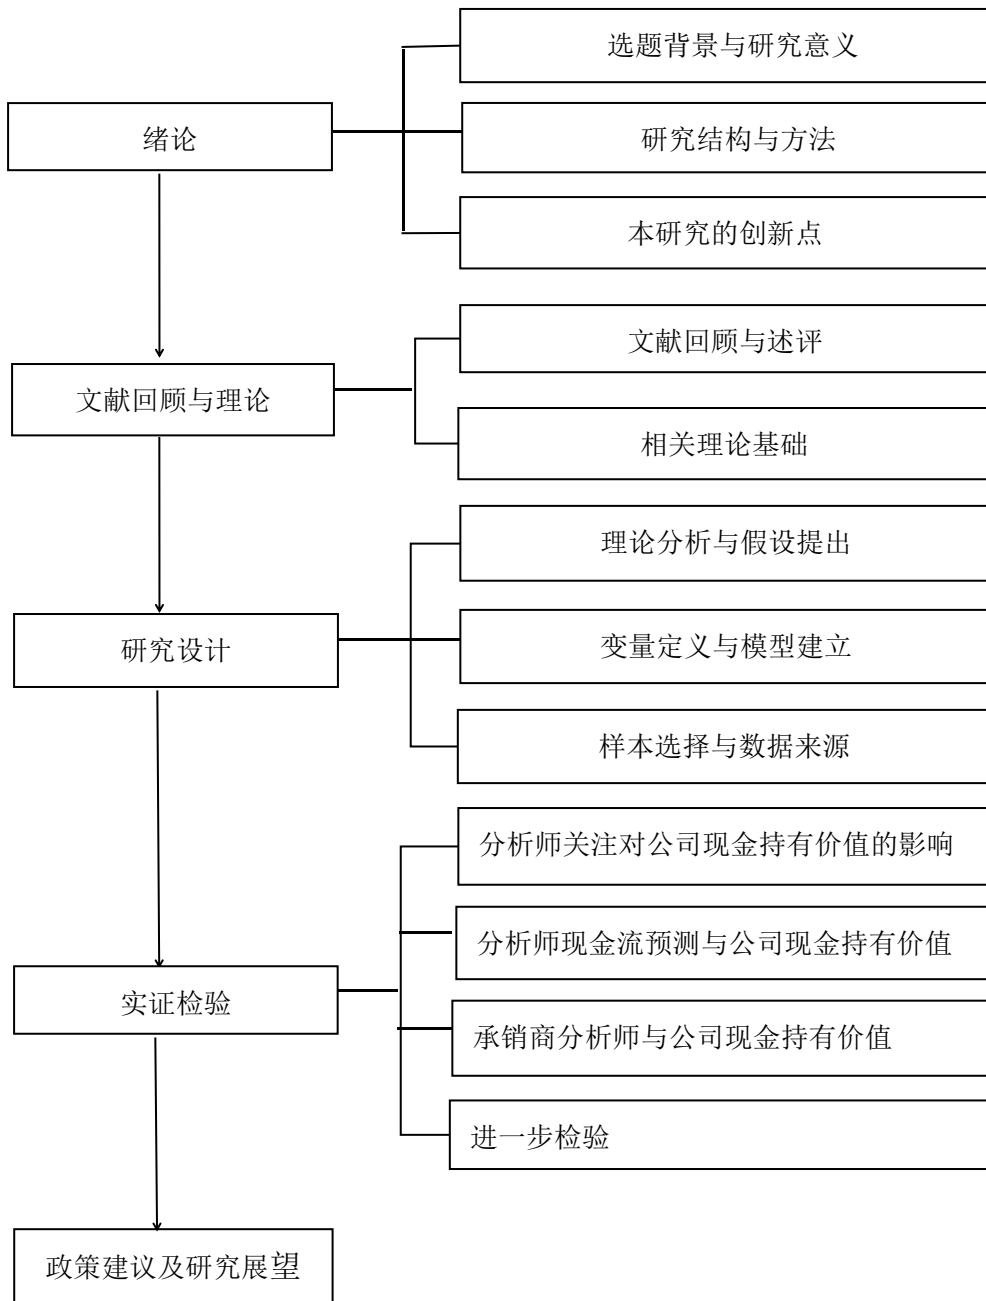 选题背景与研究意义
绪论
研究结构与方法
本研究的创新点
文献回顾与述评
文献回顾与理论
相关理论基础
理论分析与假设提出
研究设计
变量定义与模型建立
样本选择与数据来源
分析师关注对公司现金持有价值的影响
分析师现金流预测与公司现金持有价值
实证检验
承销商分析师与公司现金持有价值
进一步检验
政策建议及研究展望